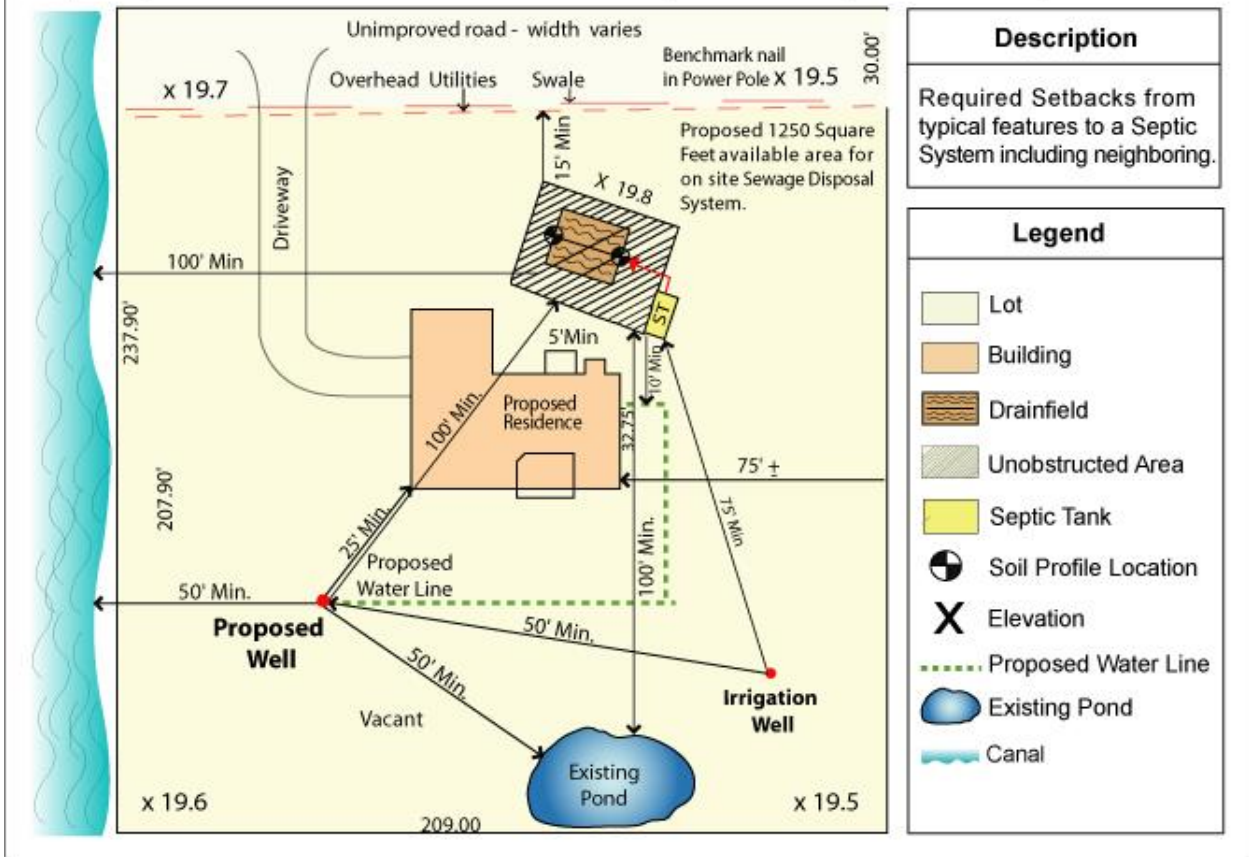 Unimproved road - width varies
Benchmark nail
in Power Pole x 19.5
30.00'
x 19.7
Overhead Utilities
Swale
15' Min
Proposed 1250 Square
Feet available area for
on site Sewage Disposal
System.
X 19.8
Driveway
100' Min
237.90'
ST
5'Min
10' Min
Proposed
Residence
100' Min.
32.75'
75' ±
75' Min
207.90'
25' Min.
Proposed
Water Line
100' Min.
50' Min.
Proposed
Well
50' Min.
50' Min.
Irrigation
Well
Vacant
Existing
Pond
x 19.6
x 19.5
209.00
Description
Required Setbacks from
typical features to a Septic
System including neighboring.
Legend
Lot
Building
Drainfield
Unobstructed Area
Septic Tank
Soil Profile Location
X Elevation
Proposed Water Line
Existing Pond
Canal